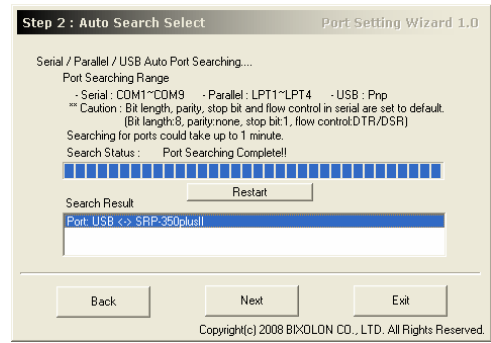 Step 2 : Auto Search Select Port Setting Wizard 1.0
Serial / Parallel / USB Auto Port Searching....
Port Searching Range
- Serial : COM1~COM9 - Parallel : LPT1~LPT4 - USB : Pnp
** Caution : Bit length, parity, stop bit and flow control in serial are set to default.
(Bit length:8, parity:none, stop bit:1, flow control:DTR/DSR)
Searching for ports could take up to 1 minute.
Search Status : Port Searching Complete!!
Restart
Search Result
Port: USB <-> SRP-350plusII
Back Next Exit
Copyright(c) 2008 BIXOLON CO., LTD. All Rights Reserved.